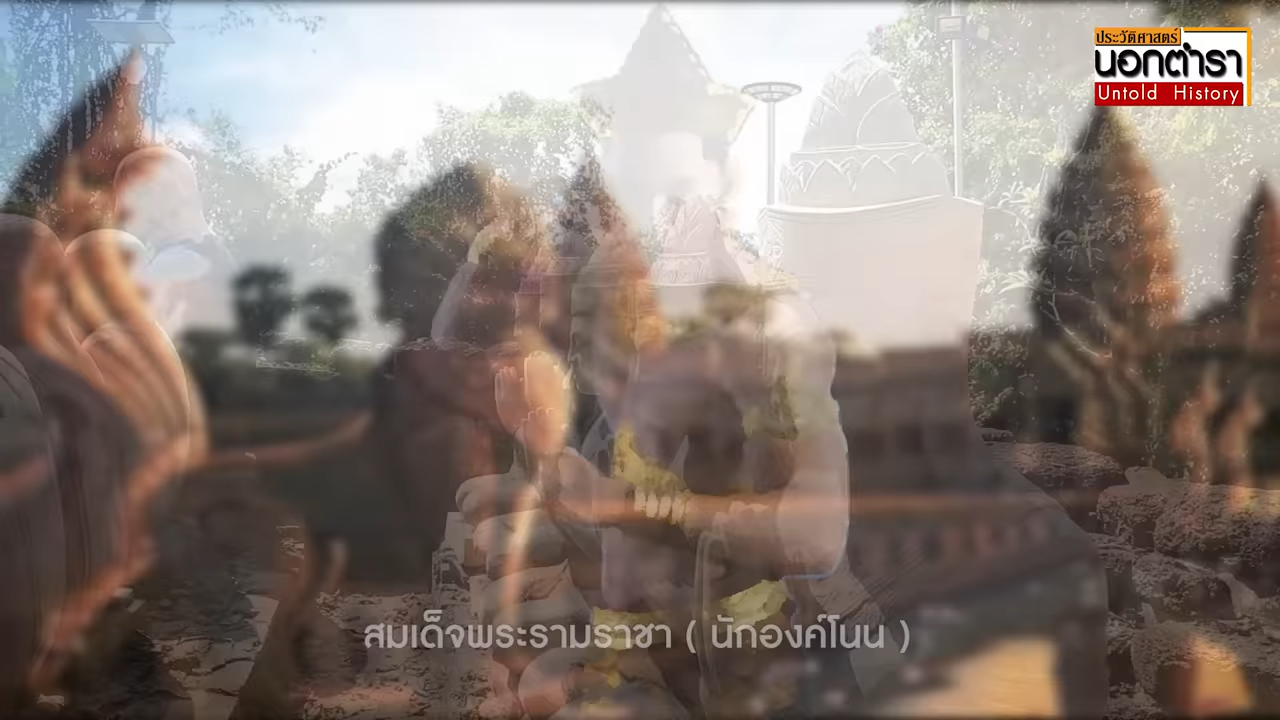 ประวัติศาสตร์
นอกตำรา
Untold History
สมเด็จพระรามราชา ( นักองค์โนน )